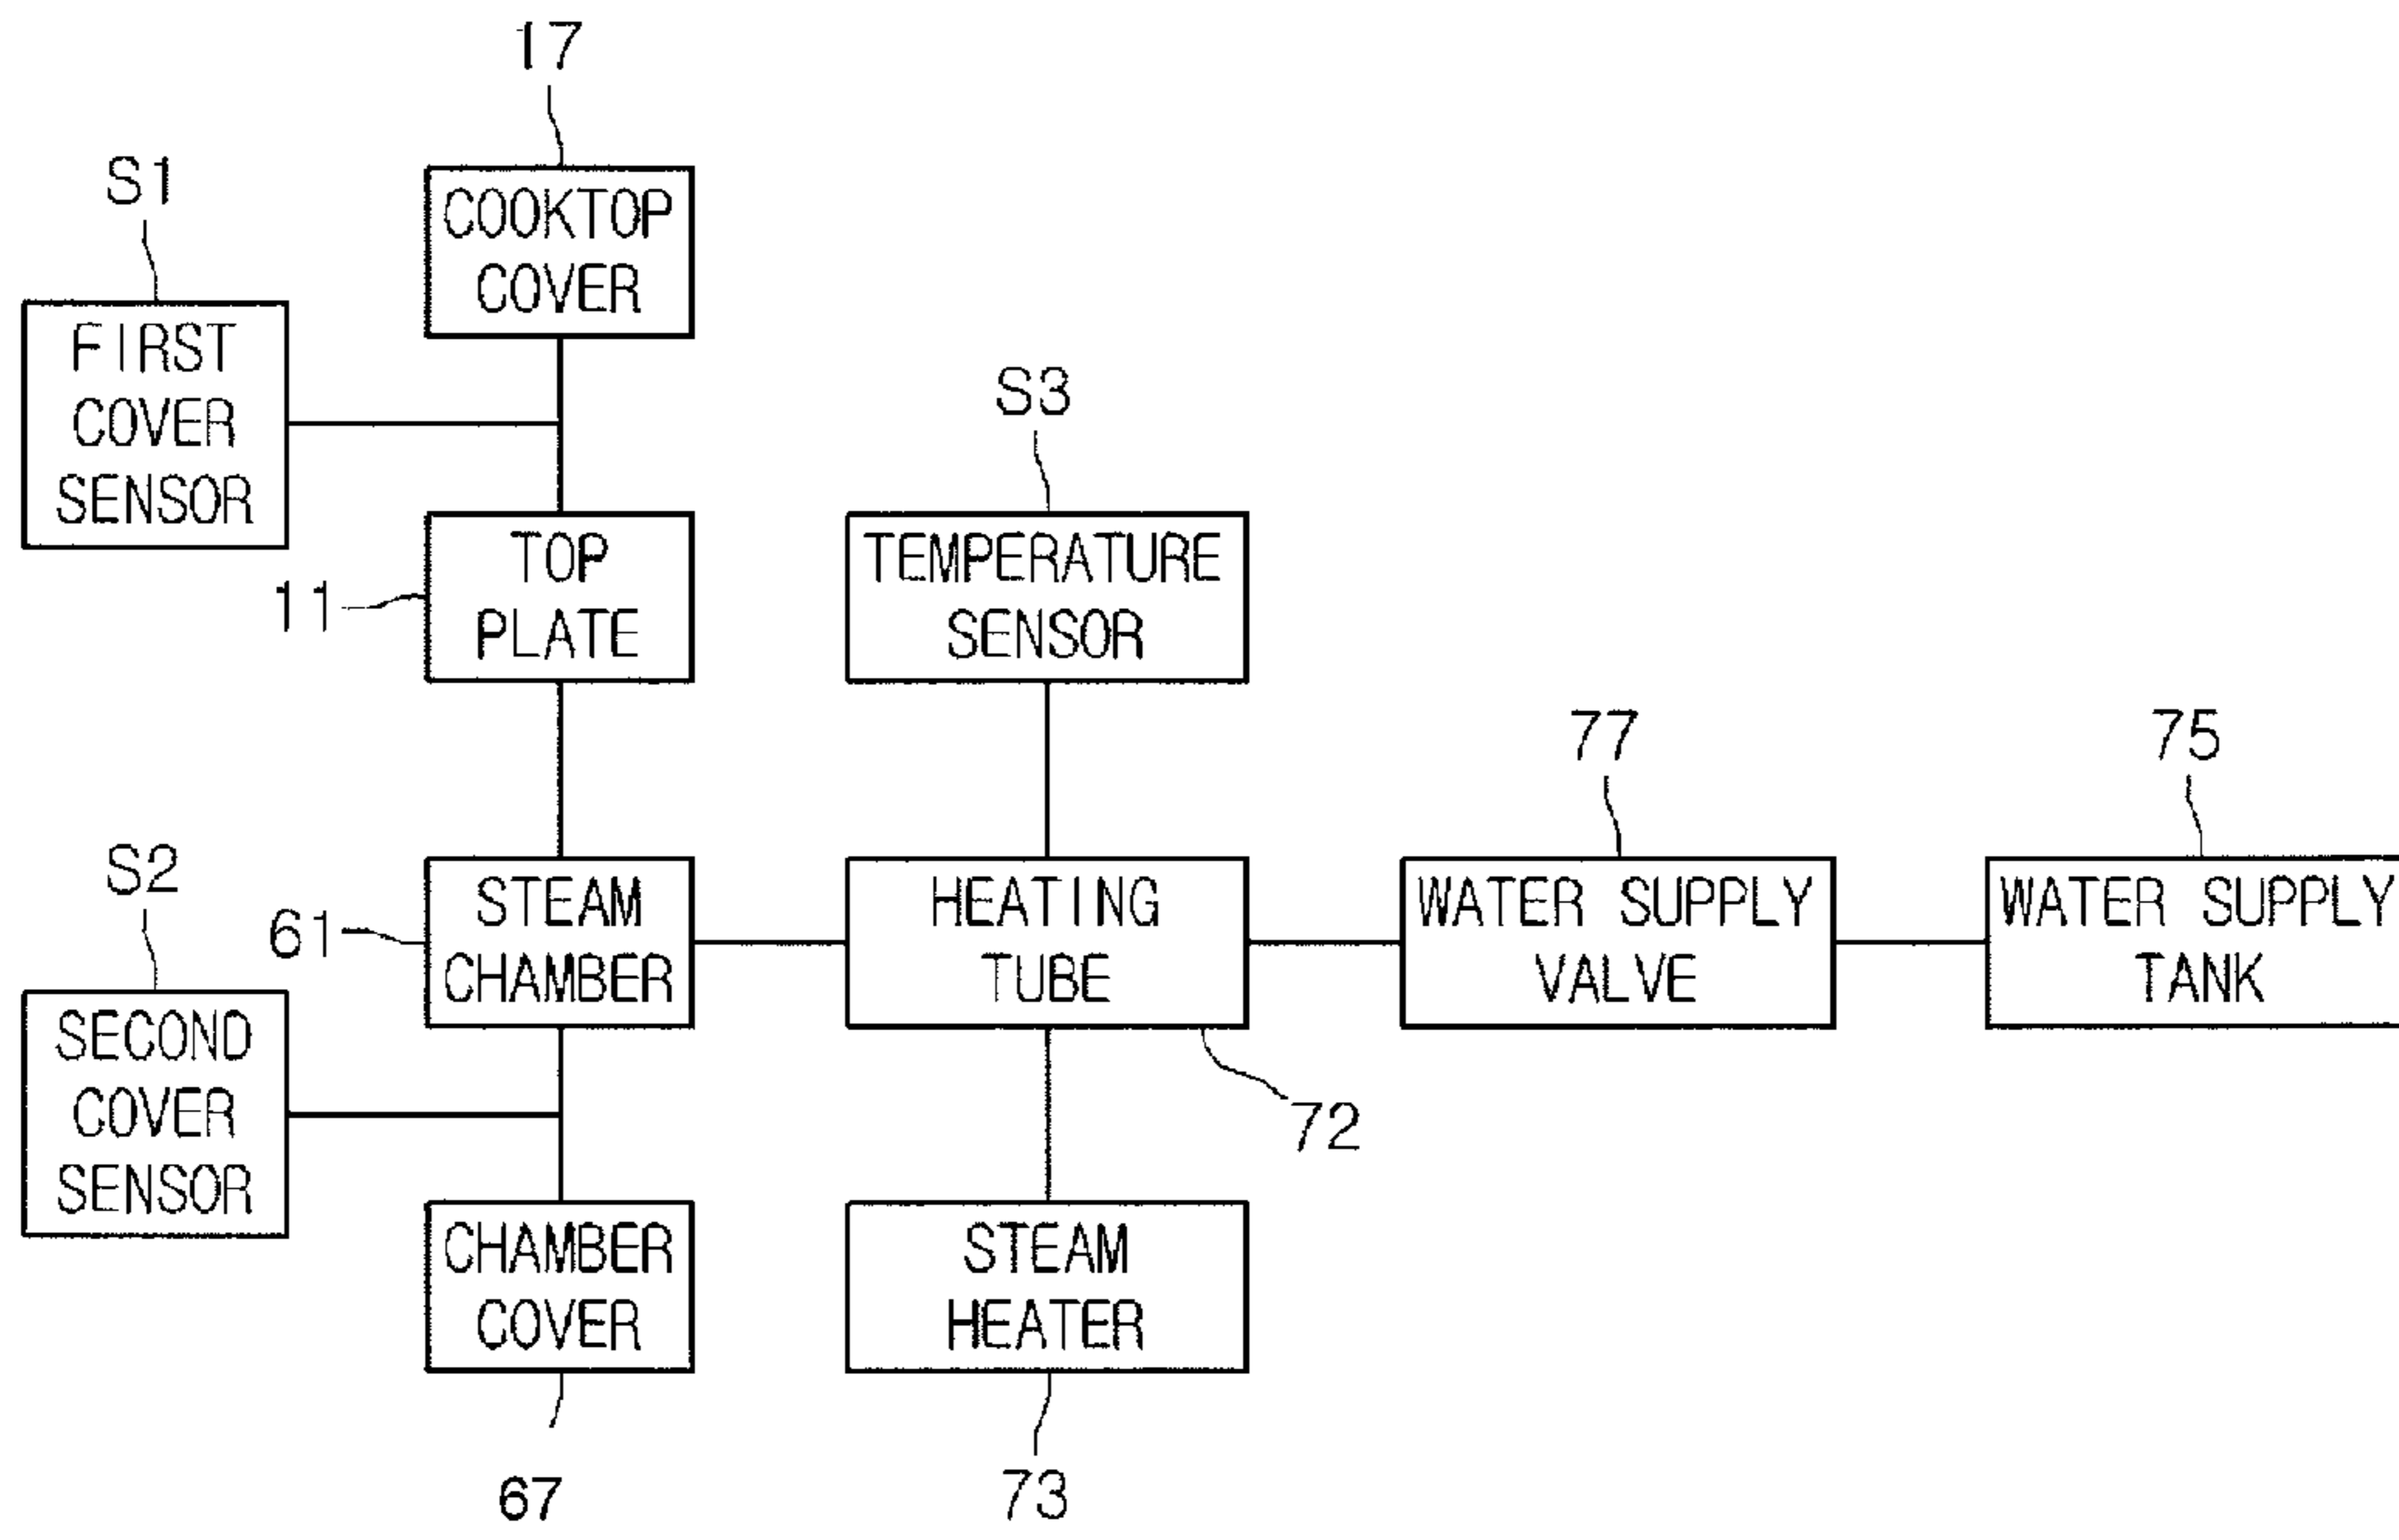 17
S1
COOKTOP
COVER
FIRST
COVER
SENSOR
S3
TOP
PLATE
11
TEMPERATURE
SENSOR
77
75
S2
61
STEAM
CHAMBER
HEATING
TUBE
WATER SUPPLY
VALVE
WATER SUPPLY
TANK
72
SECOND
COVER
SENSOR
CHAMBER
COVER
STEAM
HEATER
67
73